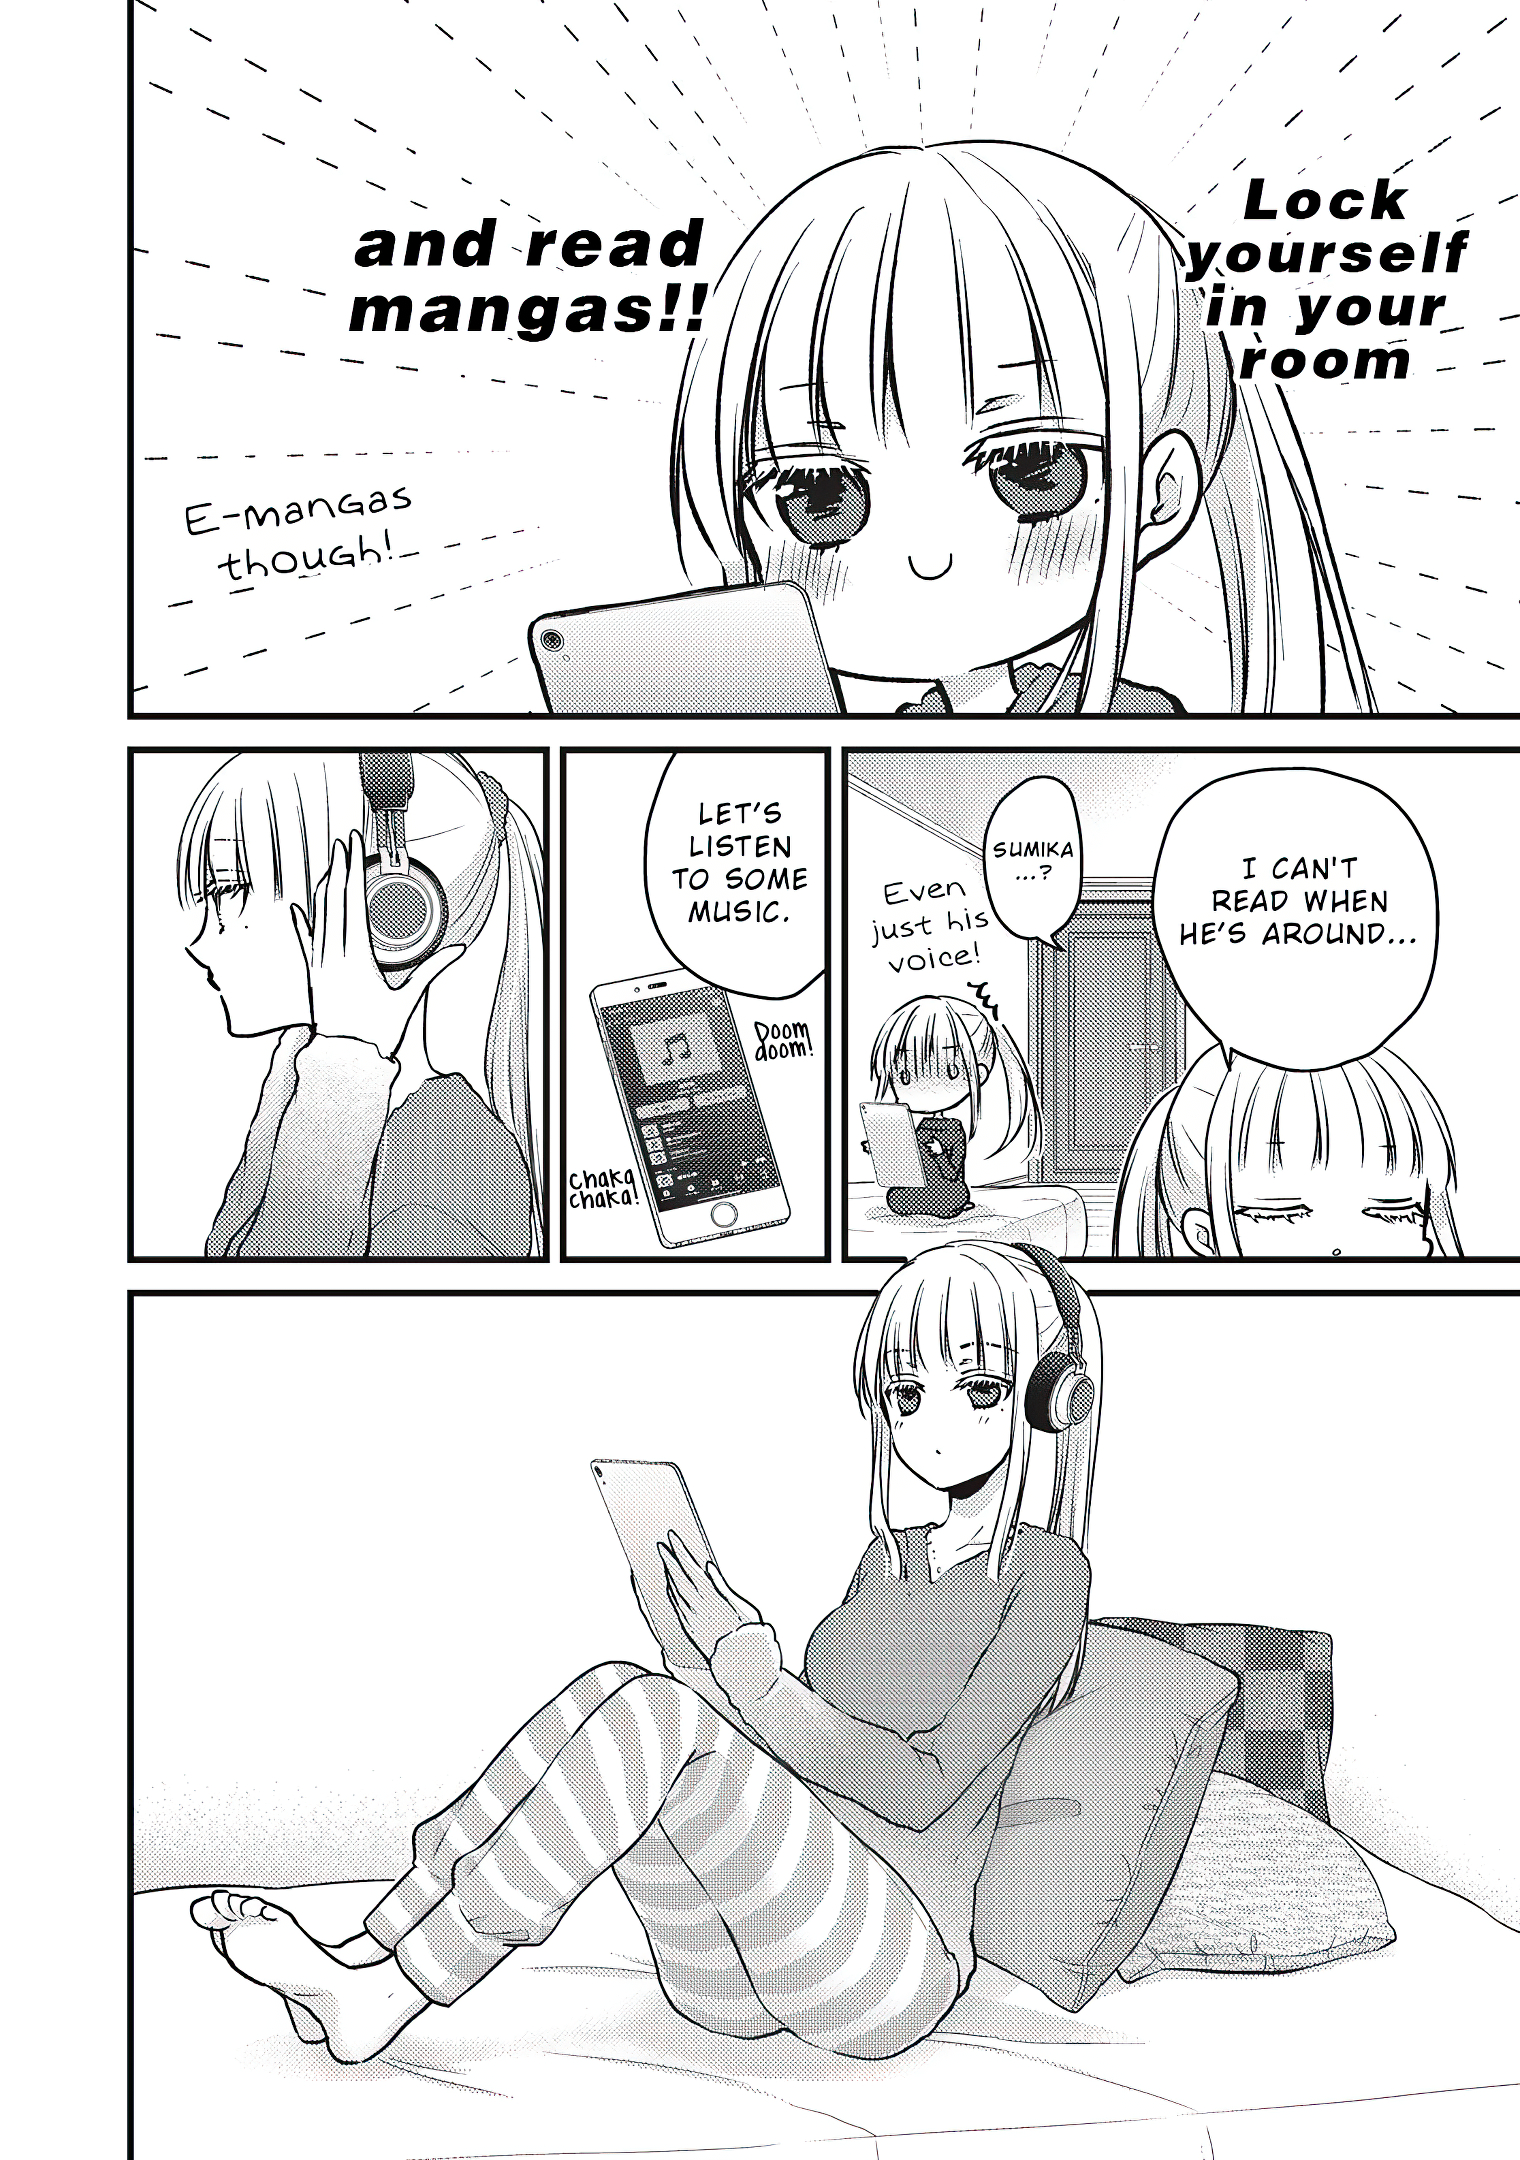 Lock
yourself
in your
room
and read
mangas!!
E-mangas
though!
I CAN'T
READ WHEN
HE'S AROUND...
SUMIKA
...?
Even
just his
voice!
LET'S
LISTEN
TO SOME
MUSIC.
Doom
doom!
chaka
chaka!